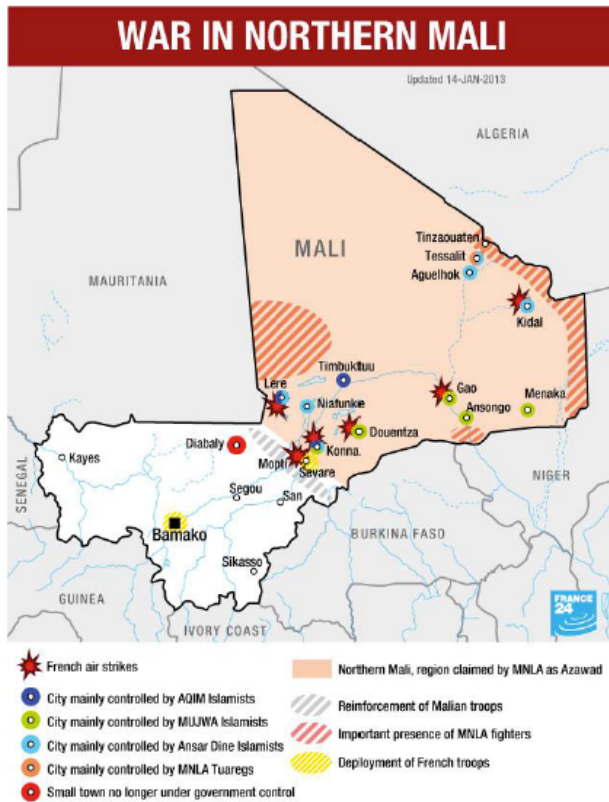 WAR IN NORTHERN MALI
Updated 14-JAN-2013
ALGERIA
MALI
MAURITANIA
Tinzaouaten
Tessalit
Aguelhok
Kidal
Timbuktuu
Lere
Niafunke
Gao
Menaka
Ansongo
Douentza
Diabaly
Konna
Mopti
Savare
Kayes
Segou
San
NIGER
SENEGAL
Bamako
BURKINA FASO
Sikasso
GUINEA
IVORY COAST
FRANCE
24
French air strikes
City mainly controlled by AQIM Islamists
City mainly controlled by MUJWA Islamists
City mainly controlled by Ansar Dine Islamists
City mainly controlled by MNLA Tuaregs
Small town no longer under government control
Northern Mali, region claimed by MNLA as Azawad
Reinforcement of Malian troops
Important presence of MNLA fighters
Deployment of French troops